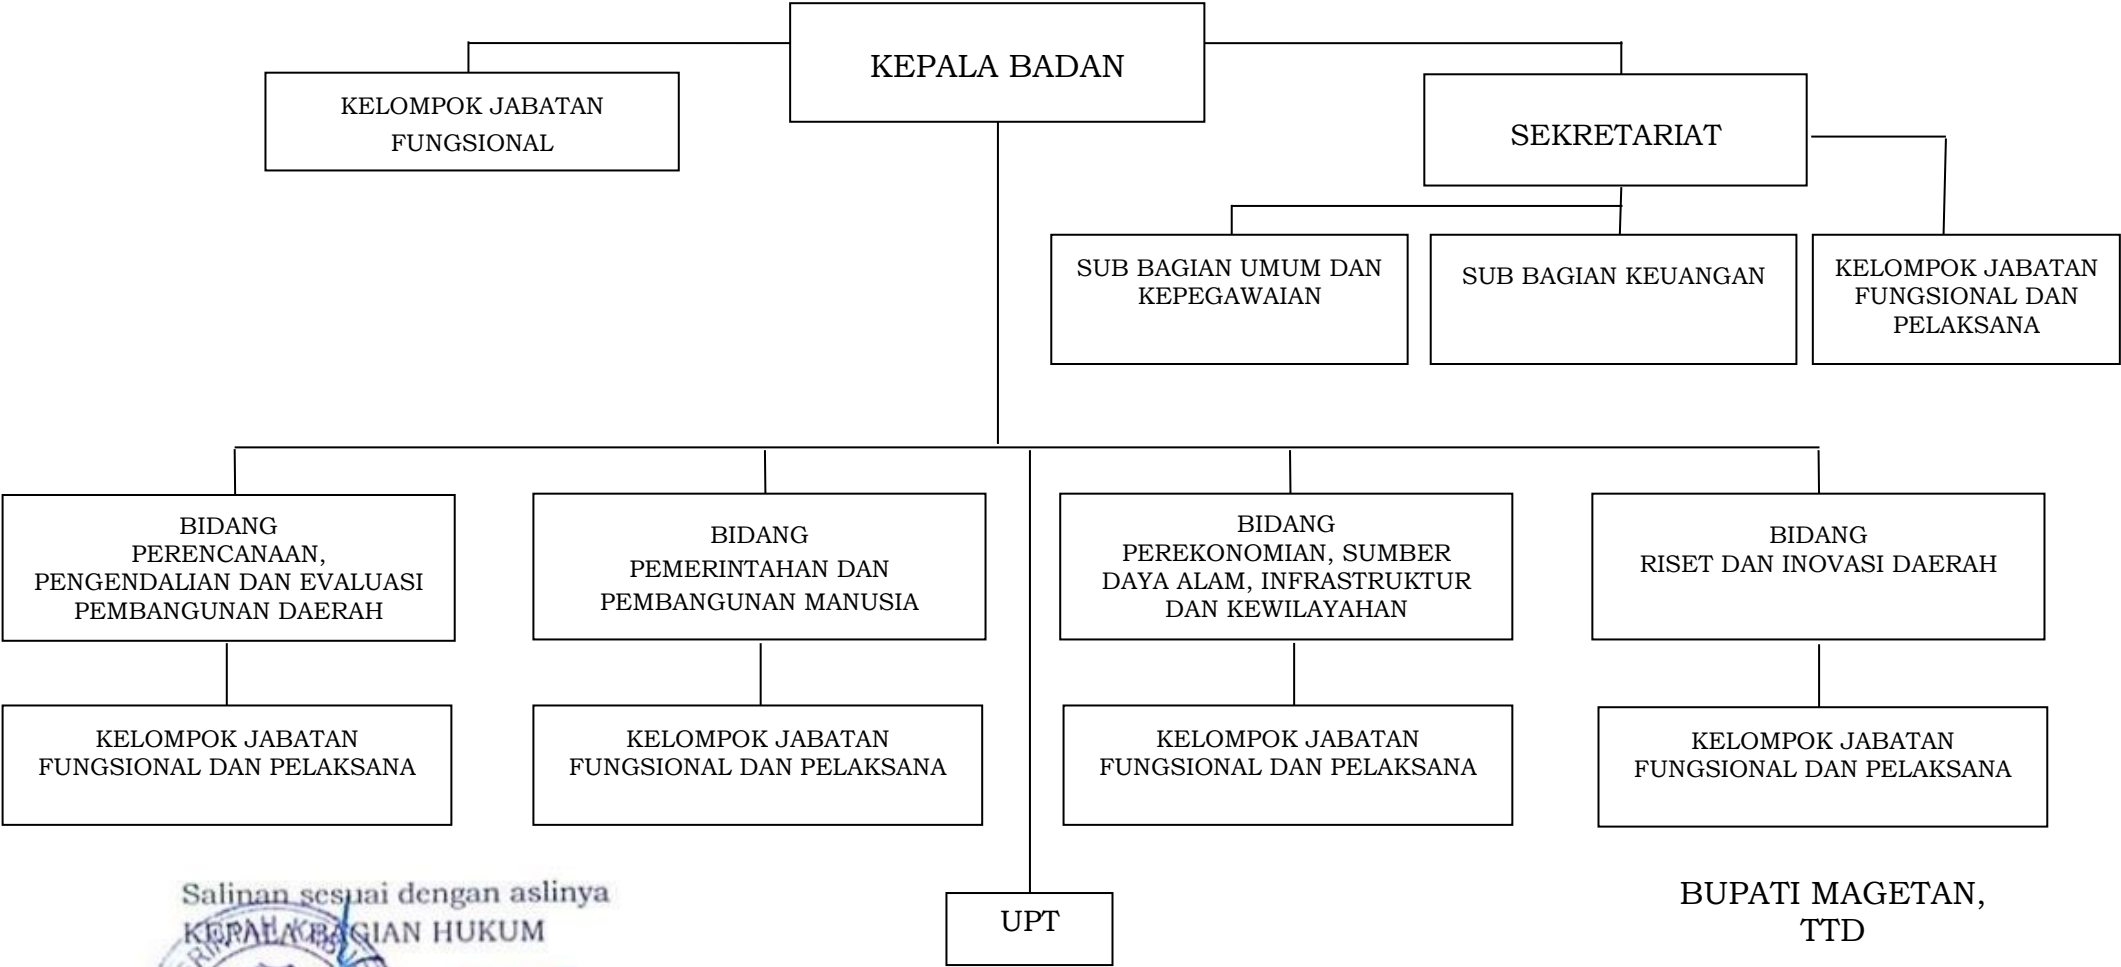 KEPALA BADAN
KELOMPOK JABATAN
FUNGSIONAL
SEKRETARIAT
SUB BAGIAN UMUM DAN
KEPEGAWAIAN
SUB BAGIAN KEUANGAN
KELOMPOK JABATAN
FUNGSIONAL DAN
PELAKSANA
BIDANG
PERENCANAAN,
PENGENDALIAN DAN EVALUASI
PEMBANGUNAN DAERAH
BIDANG
PEMERINTAHAN DAN
PEMBANGUNAN MANUSIA
BIDANG
PEREKONOMIAN, SUMBER
DAYA ALAM, INFRASTRUKTUR
DAN KEWILAYAHAN
BIDANG
RISET DAN INOVASI DAERAH
KELOMPOK JABATAN
FUNGSIONAL DAN PELAKSANA
KELOMPOK JABATAN
FUNGSIONAL DAN PELAKSANA
KELOMPOK JABATAN
FUNGSIONAL DAN PELAKSANA
KELOMPOK JABATAN
FUNGSIONAL DAN PELAKSANA
Salinan sesuai dengan aslinya
KEPALA BAGIAN HUKUM
UPT
BUPATI MAGETAN,
TTD